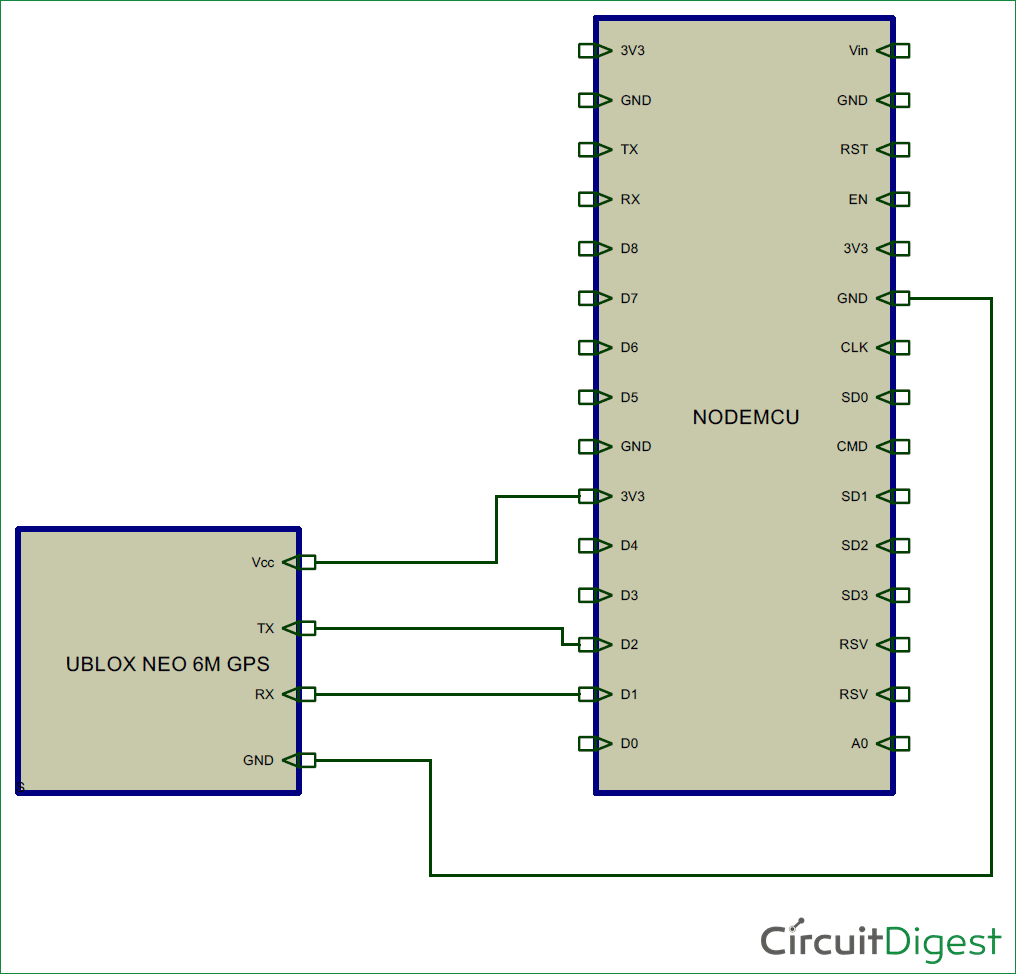 3V3
Vin
GND
GND
TX
RST
RX
EN
D8
3V3
D7
GND
D6
CLK
D5
SD0
NODEMCU
GND
CMD
3V3
SD1
D4
SD2
D3
SD3
D2
RSV
D1
RSV
D0
A0
Vcc
TX
UBLOX NEO 6M GPS
RX
GND
CircuitDigest